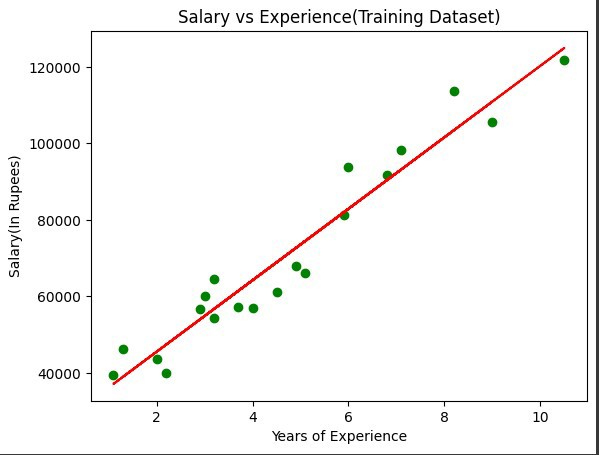 Salary vs Experience(Training Dataset)
120000
100000
80000
60000
40000
Salary(In Rupees)
2 4 6 8 10
Years of Experience